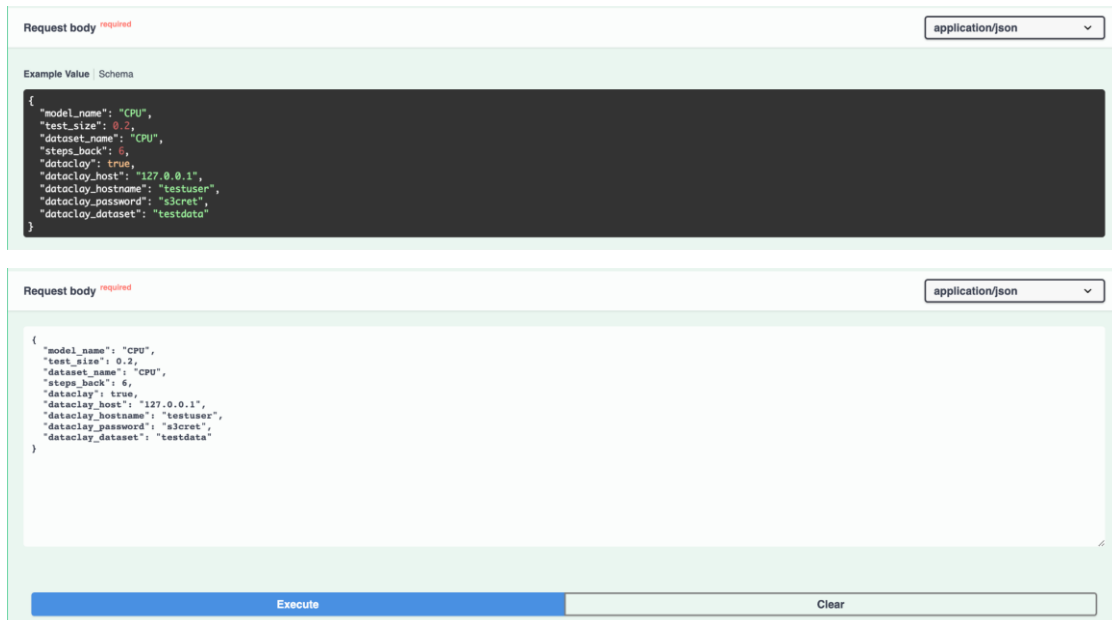 Request body required
application/json
Example Value | Schema
{
"model_name": "CPU",
"test_size": 0.2,
"dataset_name": "CPU",
"steps_back": 6,
"dataclay": true,
"dataclay_host": "127.0.0.1",
"dataclay_hostname": "testuser",
"dataclay_password": "s3cret",
"dataclay_dataset": "testdata"
}
Request body required
application/json
{
"model_name": "CPU",
"test_size": 0.2,
"dataset_name": "CPU",
"steps_back": 6,
"dataclay": true,
"dataclay_host": "127.0.0.1",
"dataclay_hostname": "testuser",
"dataclay_password": "s3cret",
"dataclay_dataset": "testdata"
}
Execute
Clear